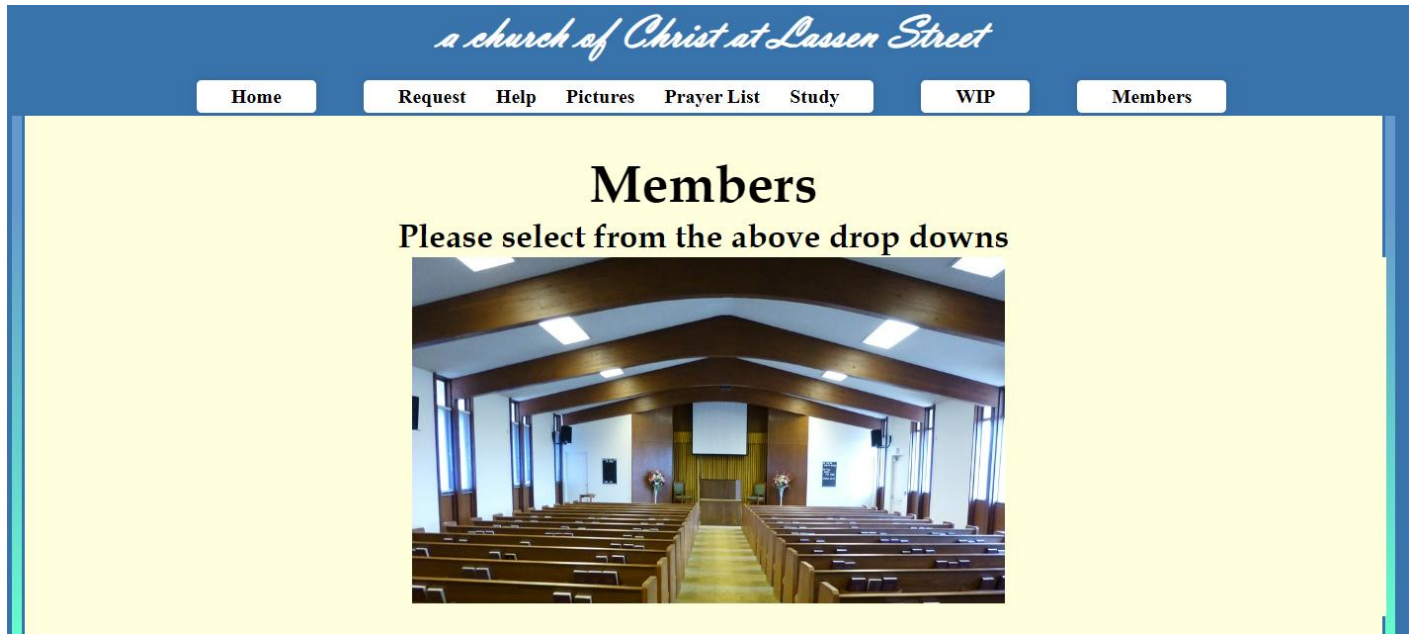 a church of Christ at Lassen Street
Home Request Help Pictures Prayer List Study WIP Members
Members
Please select from the above drop downs